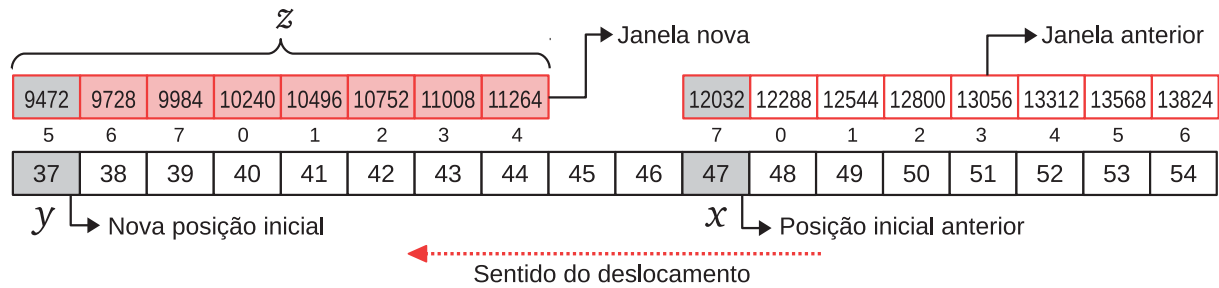 z
Janela nova
Janela anterior
9472 9728 9984 10240 10496 10752 11008 11264 12032 12288 12544 12800 13056 13312 13568 13824
5 6 7 0 1 2 3 4 7 0 1 2 3 4 5 6
37 38 39 40 41 42 43 44 45 46 47 48 49 50 51 52 53 54
y Nova posição inicial x Posição inicial anterior
Sentido do deslocamento